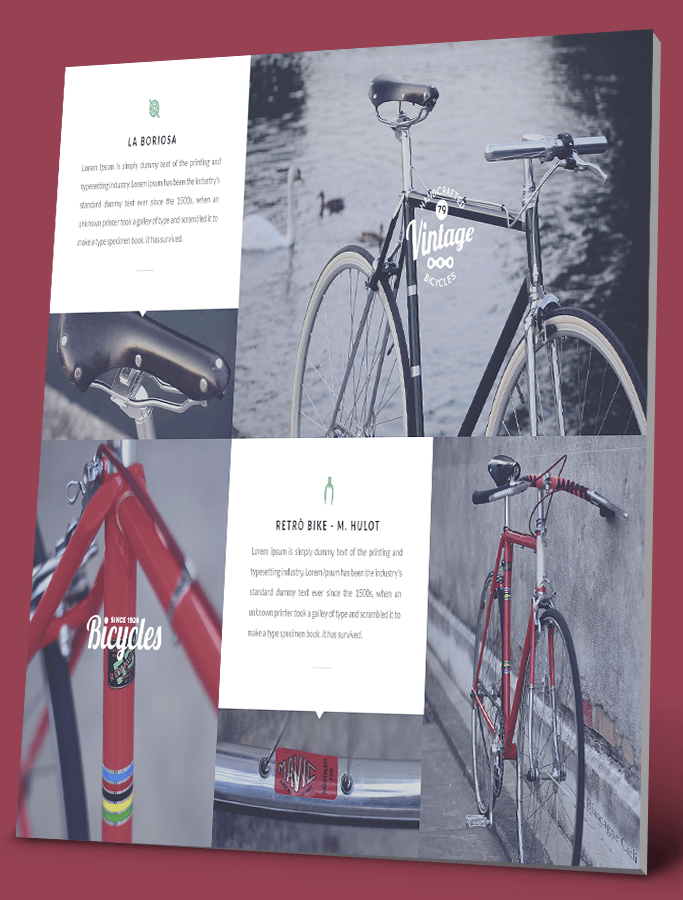 LA BORIOSA
Lorem Ipsum is simply dummy text of the printing and
typesetting industry. Lorem Ipsum has been the industry's
standard dummy text ever since the 1500s, when an
unknown printer took a galley of type and scrambled it to
make a type specimen book. It has survived.
HANDCRAFTED
79
Vintage
BICYCLES
SINCE 1924
Bicycles
RETRÒ BIKE - M. HULOT
Lorem Ipsum is simply dummy text of the printing and
typesetting industry. Lorem Ipsum has been the industry's
standard dummy text ever since the 1500s, when an
unknown printer took a galley of type and scrambled it to
make a type specimen book. It has survived.
MAVIC